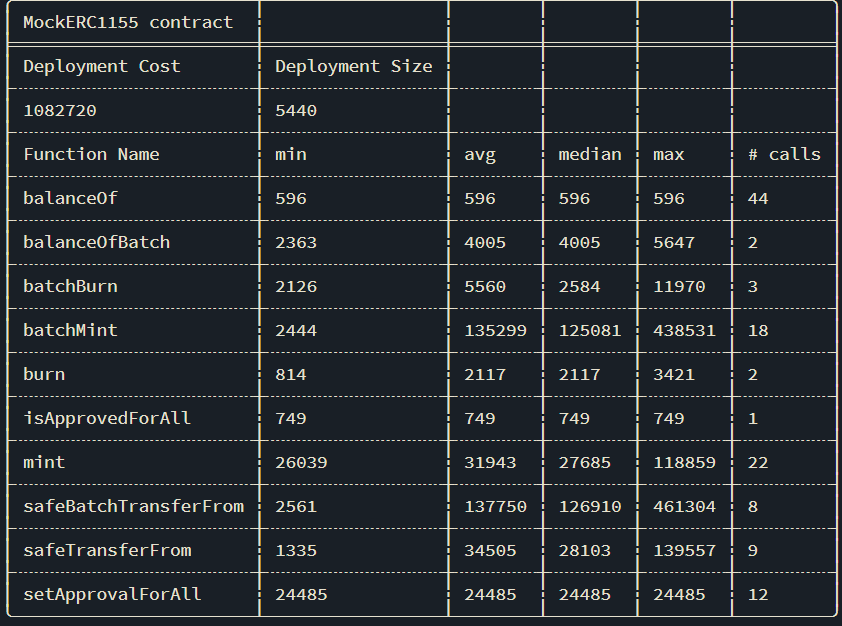 MockERC1155 contract
Deployment Cost Deployment Size
1082720 5440
Function Name min avg median max # calls
balanceOf 596 596 596 596 44
balanceOfBatch 2363 4005 4005 5647 2
batchBurn 2126 5560 2584 11970 3
batchMint 2444 135299 125081 438531 18
burn 814 2117 2117 3421 2
isApprovedForAll 749 749 749 749 1
mint 26039 31943 27685 118859 22
safeBatchTransferFrom 2561 137750 126910 461304 8
safeTransferFrom 1335 34505 28103 139557 9
setApprovalForAll 24485 24485 24485 24485 12